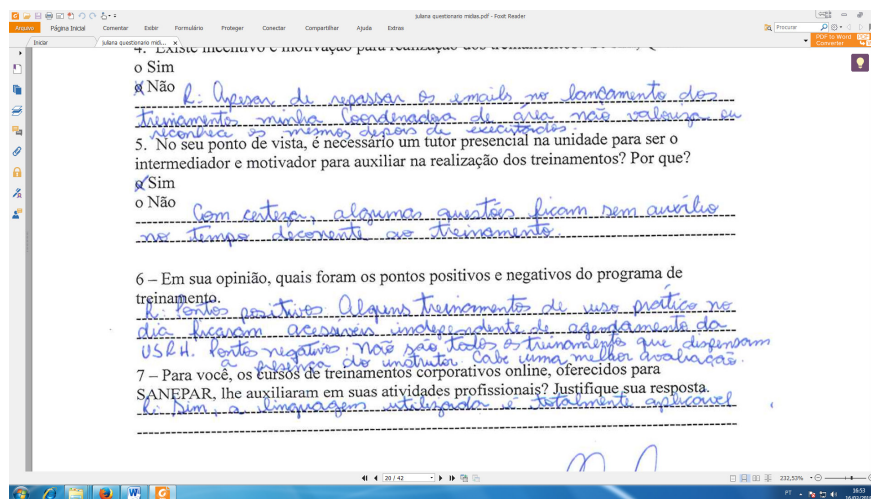 juliana questionario midas.pdf - Foxit Reader
Arquivo Página Inicial Comentar Exibir Formulário Proteger Conectar Compartilhar Ajuda Extras
Procurar
Iniciar juliana questionario mid... x
PDF to Word Converter
4. Existe incentivo e motivação para realização dos treinamentos?
o Sim
o Não R: Apesar de repassar os emails no lançamento dos
treinamentos minha Coordenadora de área não valoriza ou
reconhece os mesmos depois de executados.
5. No seu ponto de vista, é necessário um tutor presencial na unidade para ser o
intermediador e motivador para auxiliar na realização dos treinamentos? Por que?
o Sim
o Não
Com certeza, algumas questões ficam sem auxílio
no tempo decorrente ao treinamento.
6 – Em sua opinião, quais foram os pontos positivos e negativos do programa de
treinamento.
R: Pontos positivos: Alguns treinamentos de uso prático no
dia ficaram acessíveis independente de agendamento da
USRH. Pontos negativos: não são todos os treinamentos que dispensam
a presença do instrutor. Cabe uma melhor avaliação.
7 – Para você, os cursos de treinamentos corporativos online, oferecidos para
SANEPAR, lhe auxiliaram em suas atividades profissionais? Justifique sua resposta.
R: Sim, a linguagem utilizada é totalmente aplicável
20 / 42
232,53%
PT
16:53